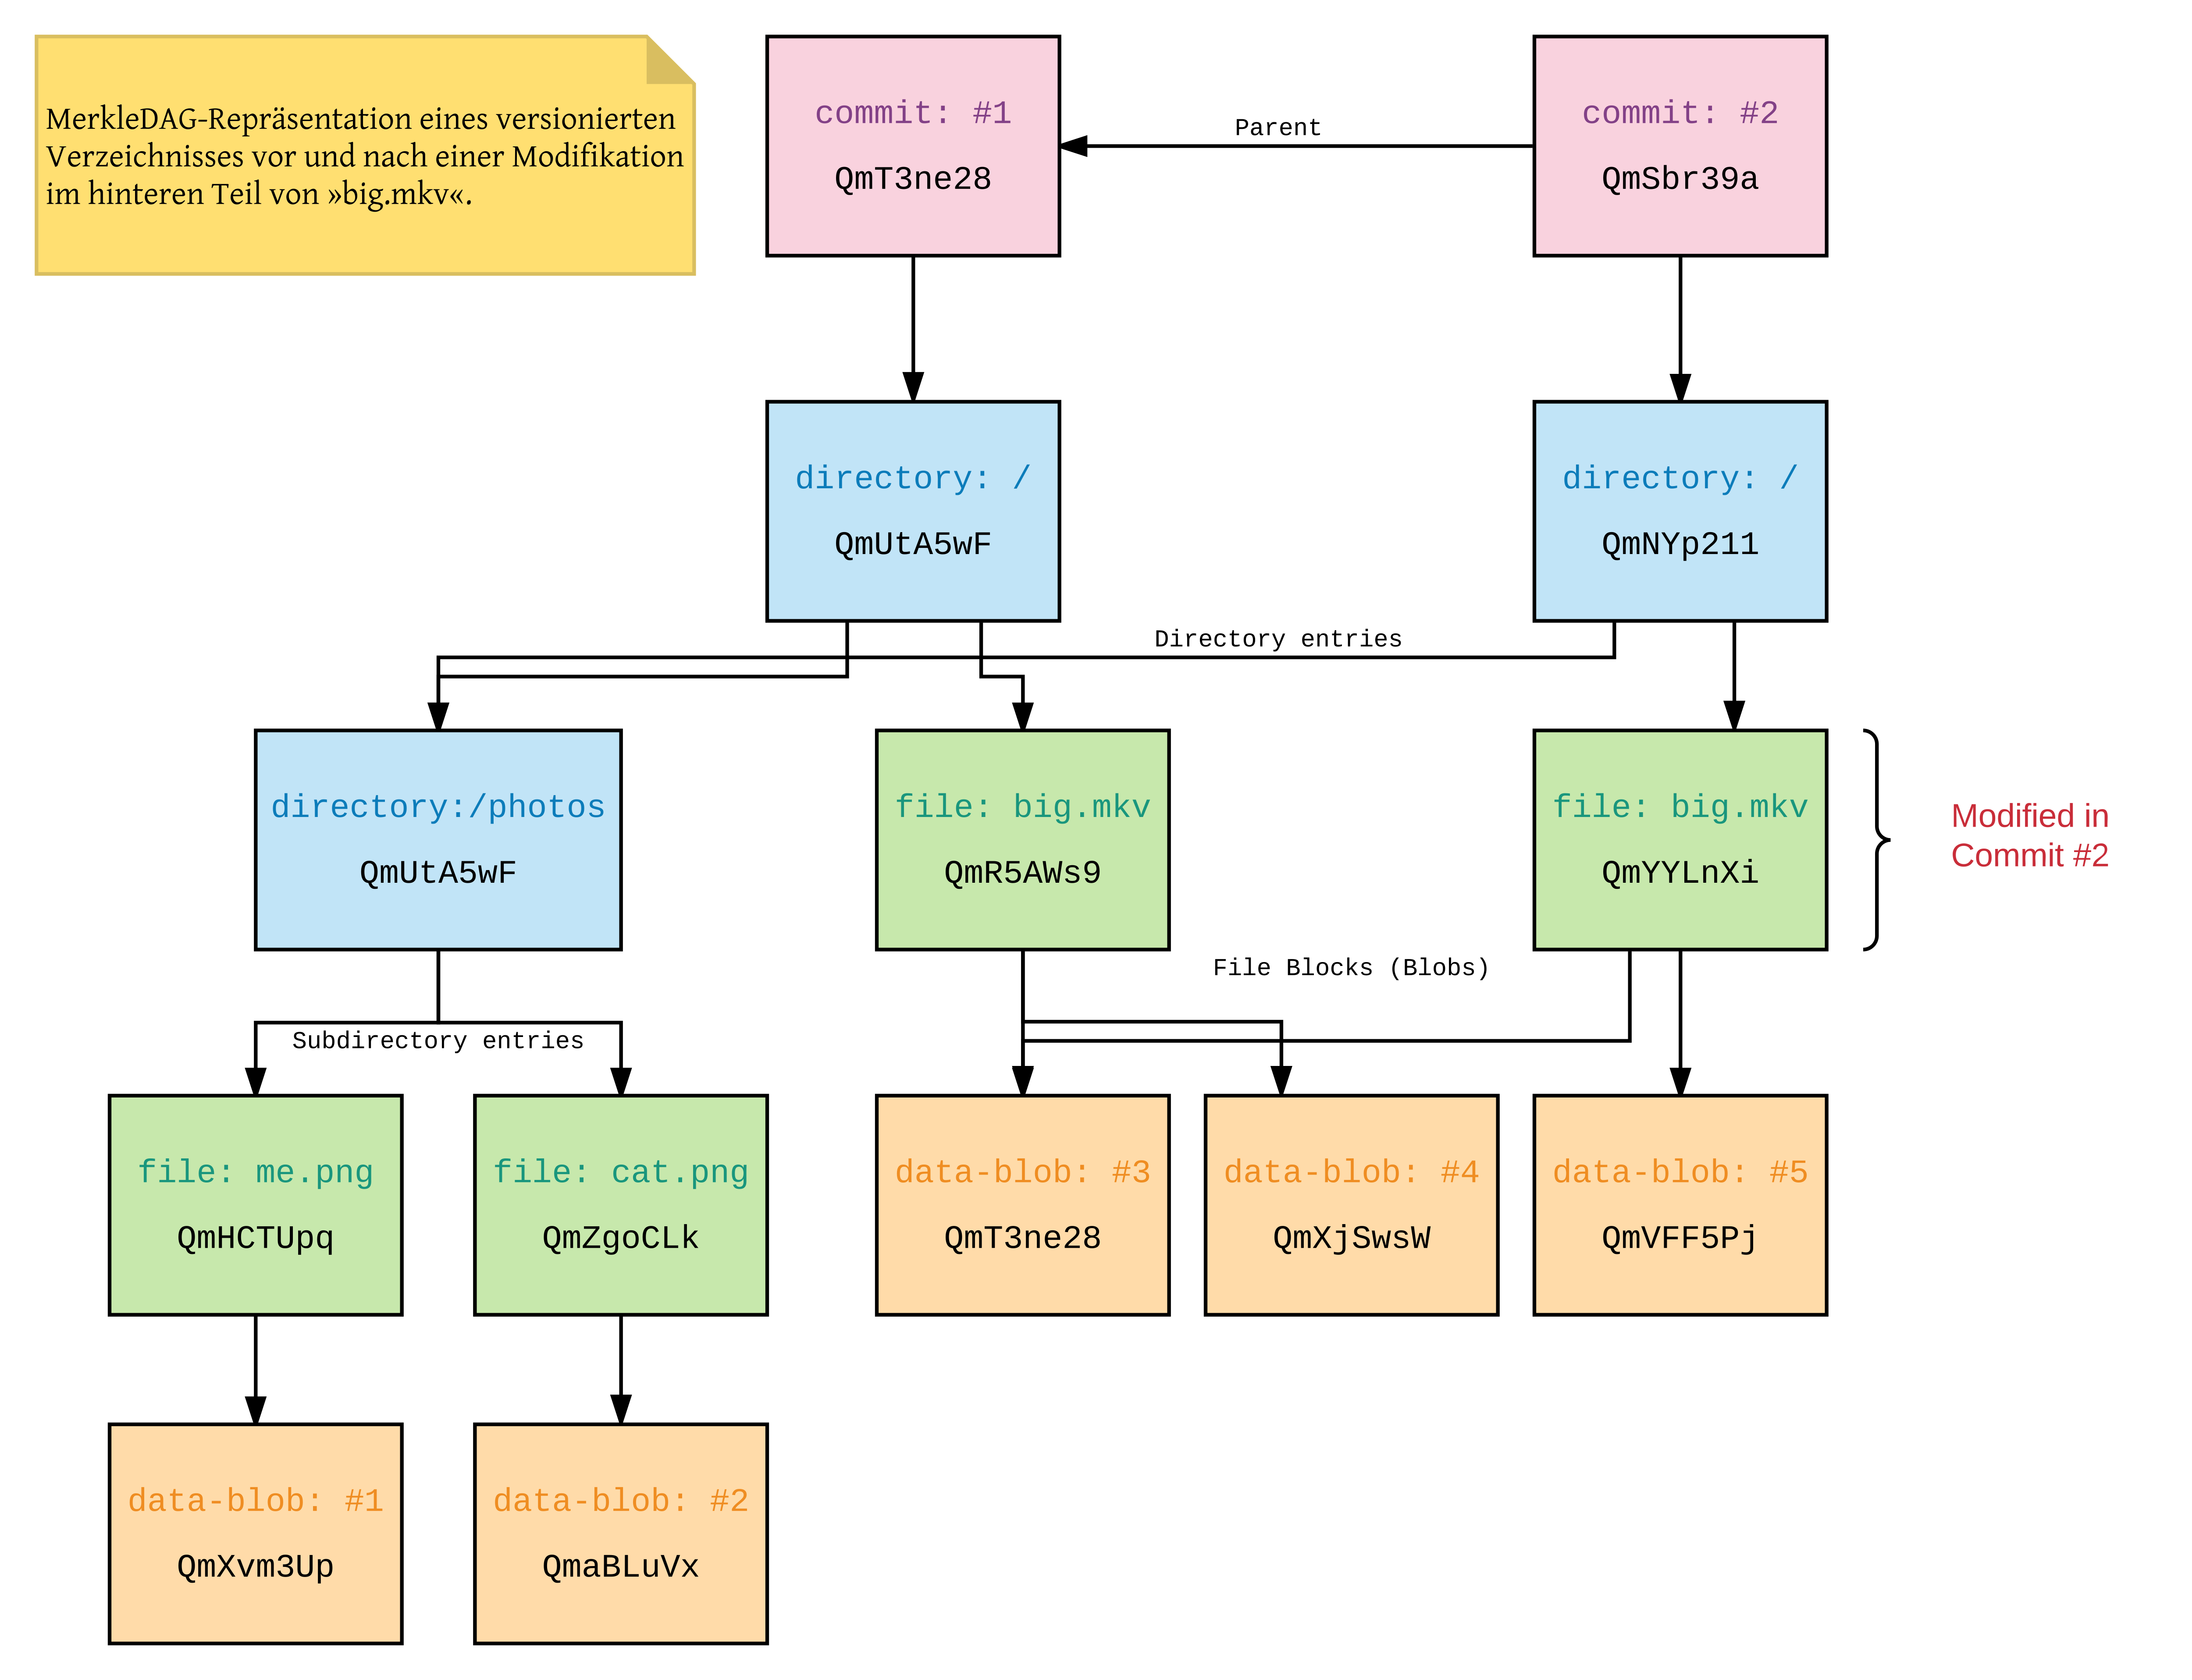 MerkleDAG-Repräsentation eines versionierten
Verzeichnisses vor und nach einer Modifikation
im hinteren Teil von »big.mkv«.
commit: #1
QmT3ne28
Parent
commit: #2
QmSbr39a
directory: /
QmUtA5wF
directory: /
QmNYp211
Directory entries
directory:/photos
QmUtA5wF
file: big.mkv
QmR5AWs9
file: big.mkv
QmYYLnXi
Modified in
Commit #2
File Blocks (Blobs)
Subdirectory entries
file: me.png
QmHCTUpq
file: cat.png
QmZgoCLk
data-blob: #3
QmT3ne28
data-blob: #4
QmXjSwsW
data-blob: #5
QmVFF5Pj
data-blob: #1
QmXvm3Up
data-blob: #2
QmaBLuVx